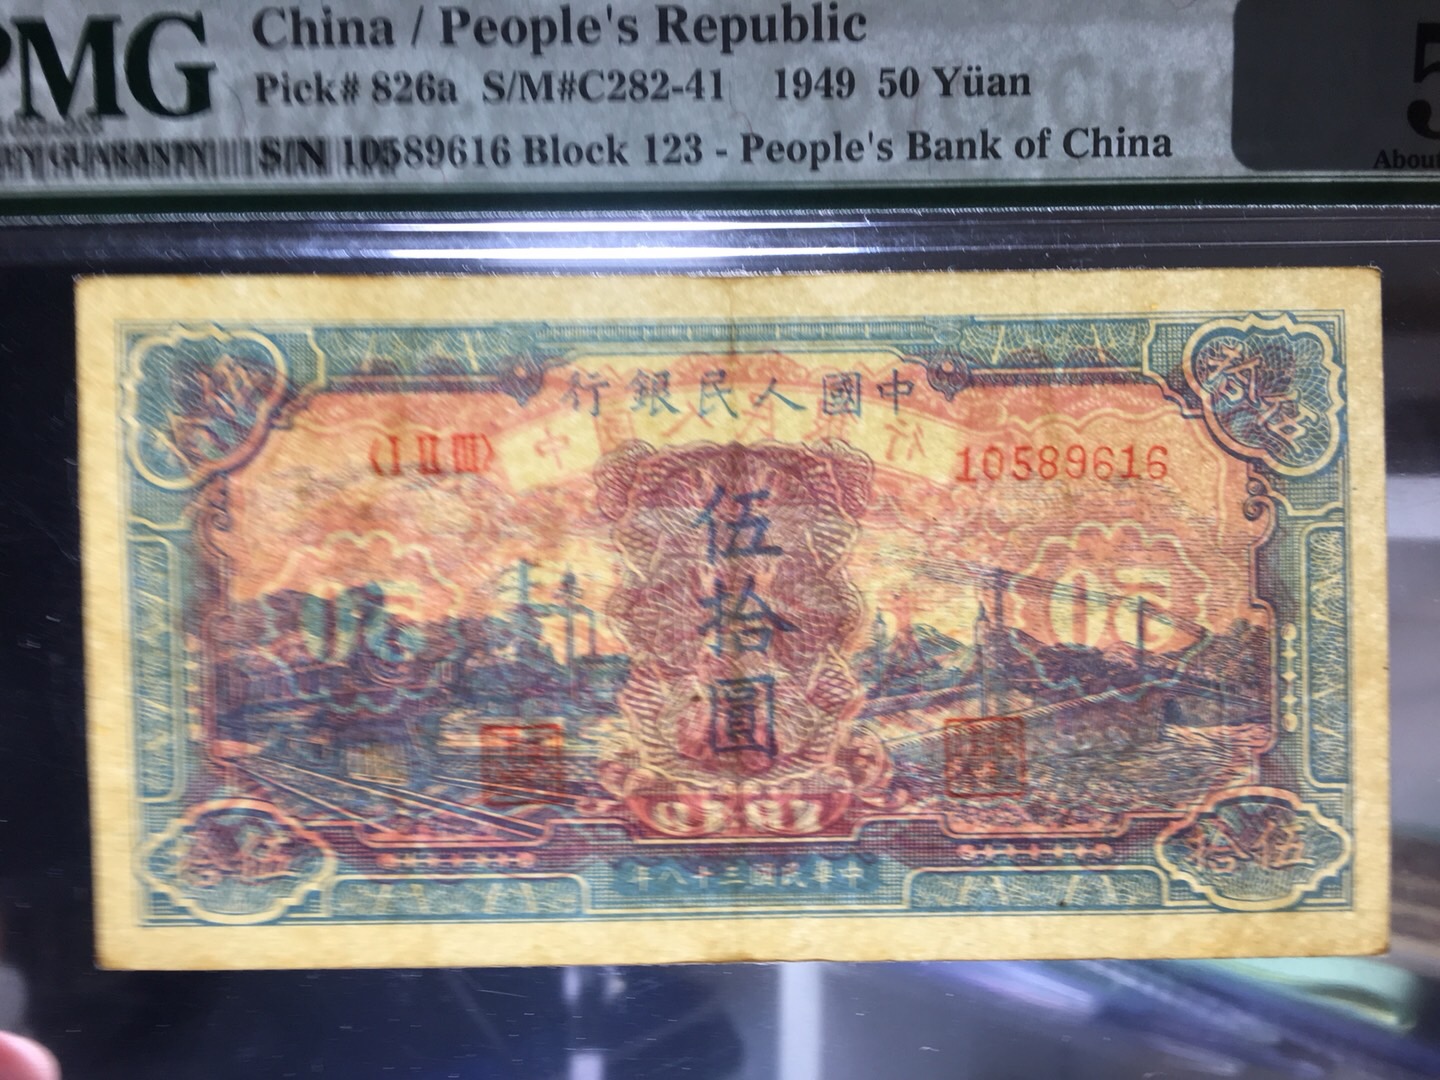 PMG
China / People's Republic
Pick# 826a S/M#C282-41 1949 50 Yüan
S/N 10589616 Block 123 - People's Bank of China
5
About
行銀民人國中
〈I II III〉
10589616
伍拾圓
50
伍拾
拾伍
年八十三國民華中